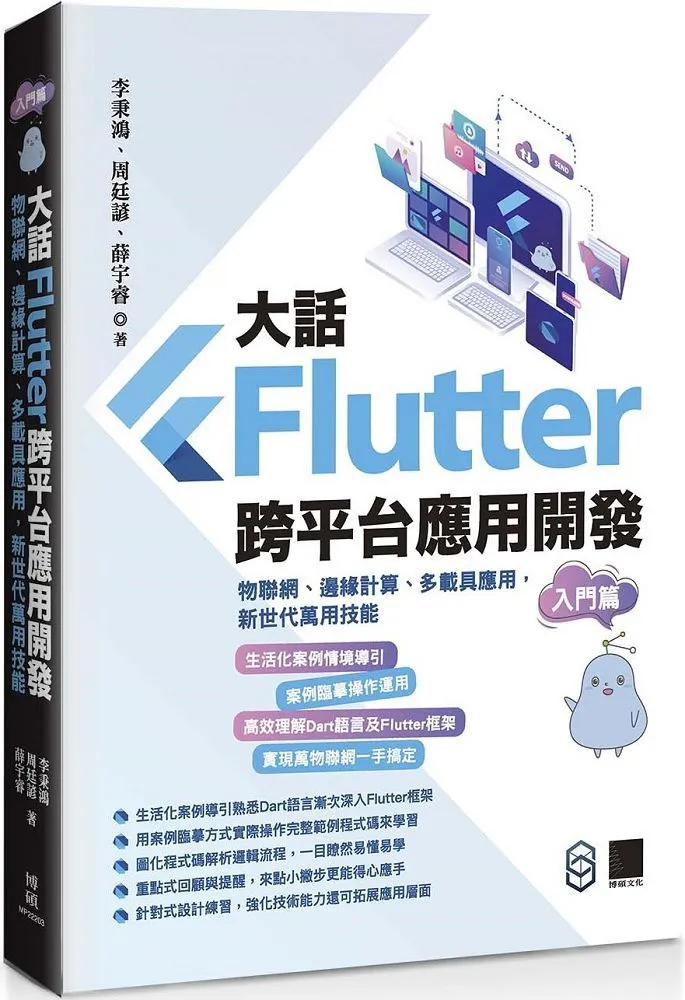 入門篇
大話 Flutter 跨平台應用開發
物聯網、邊緣計算、多載具應用，新世代萬用技能
李秉鴻
周廷諺 著
薛宇睿
博碩
MP22203
李秉鴻、周廷諺、薛宇睿◎著
SEND
大話
Flutter
跨平台應用開發
物聯網、邊緣計算、多載具應用，
新世代萬用技能
入門篇
生活化案例情境導引
案例臨摹操作運用
高效理解Dart語言及Flutter框架
實現萬物聯網一手搞定
生活化案例導引熟悉Dart語言漸次深入Flutter框架
用案例臨摹方式實際操作完整範例程式碼來學習
圖化程式碼解析邏輯流程，一目瞭然易懂易學
重點式回顧與提醒，來點小撇步更能得心應手
針對式設計練習，強化技術能力還可拓展應用層面
博碩文化